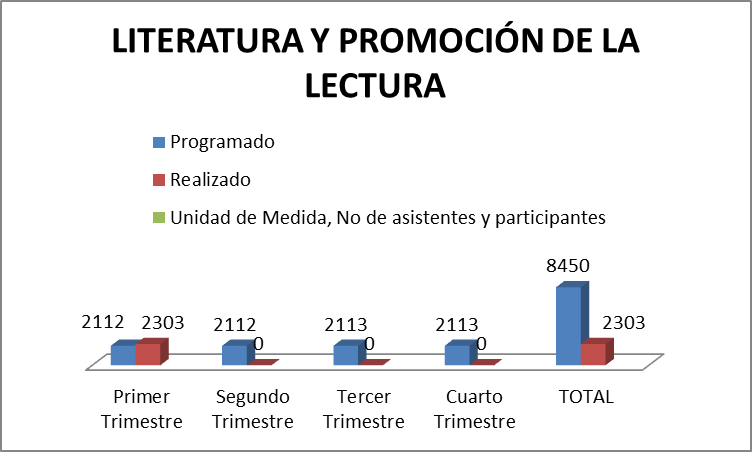 LITERATURA Y PROMOCIÓN DE LA
LECTURA
Programado
Realizado
Unidad de Medida, No de asistentes y participantes
2112
2303
2112
0
2113
0
2113
0
8450
2303
Primer
Trimestre
Segundo
Trimestre
Tercer
Trimestre
Cuarto
Trimestre
TOTAL